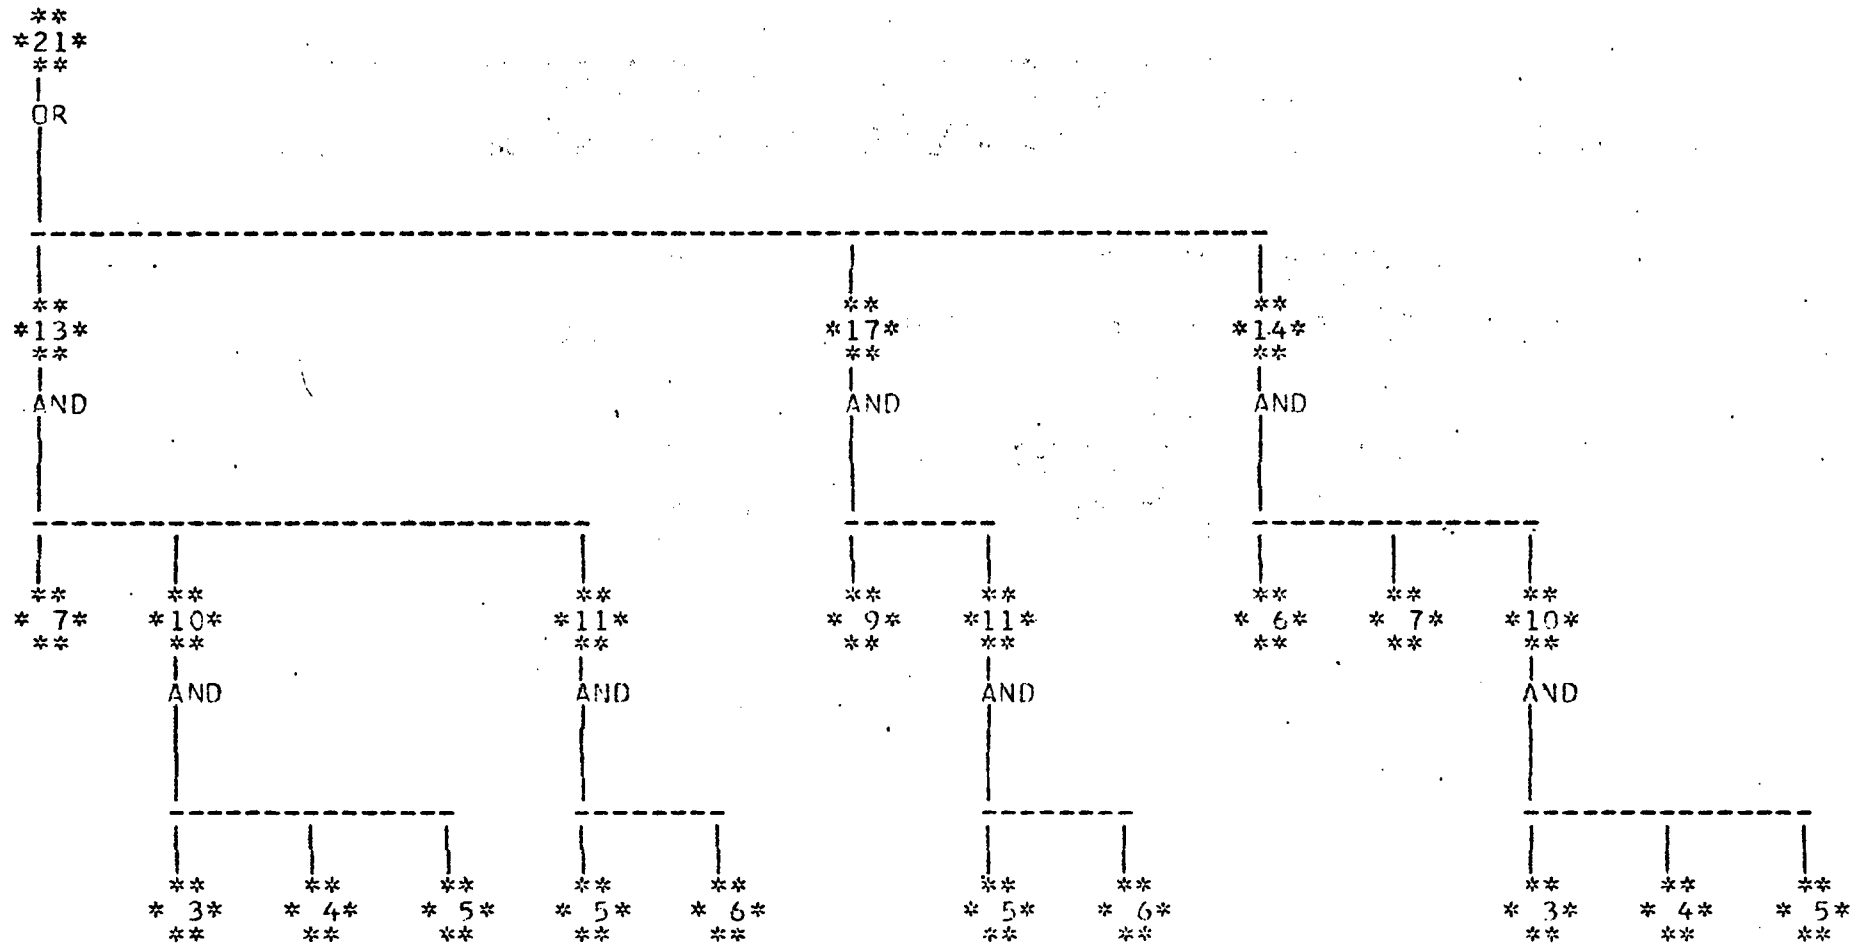 **
*21*
**
OR
** ** **
*13* *17* *14*
** ** **
AND AND AND
** ** ** ** ** ** ** **
* 7* *10* *11* * 9* *11* * 6* * 7* *10*
** ** ** ** ** ** ** **
AND AND AND AND
** ** ** ** ** ** ** ** ** **
* 3* * 4* * 5* * 5* * 6* * 5* * 6* * 3* * 4* * 5*
** ** ** ** ** ** ** ** ** **